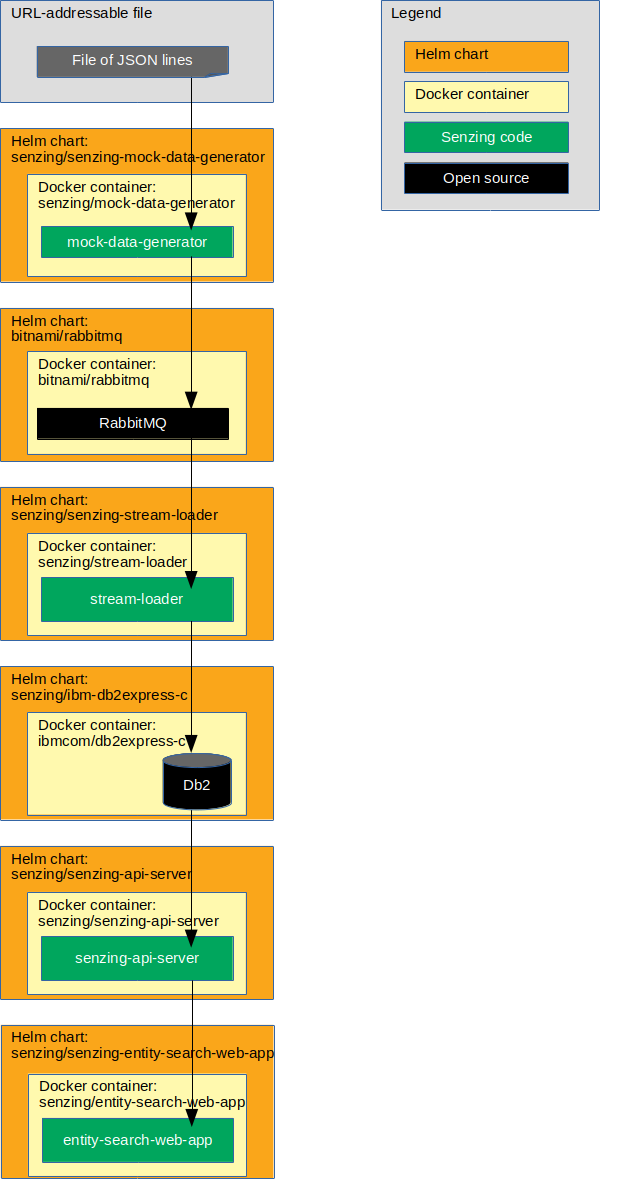 URL-addressable file
File of JSON lines
Helm chart:
senzing/senzing-mock-data-generator
Docker container:
senzing/mock-data-generator
mock-data-generator
Helm chart:
bitnami/rabbitmq
Docker container:
bitnami/rabbitmq
RabbitMQ
Helm chart:
senzing/senzing-stream-loader
Docker container:
senzing/stream-loader
stream-loader
Helm chart:
senzing/ibm-db2express-c
Docker container:
ibmcom/db2express-c
Db2
Helm chart:
senzing/senzing-api-server
Docker container:
senzing/senzing-api-server
senzing-api-server
Helm chart:
senzing/senzing-entity-search-web-app
Docker container:
senzing/entity-search-web-app
entity-search-web-app
Legend
Helm chart
Docker container
Senzing code
Open source